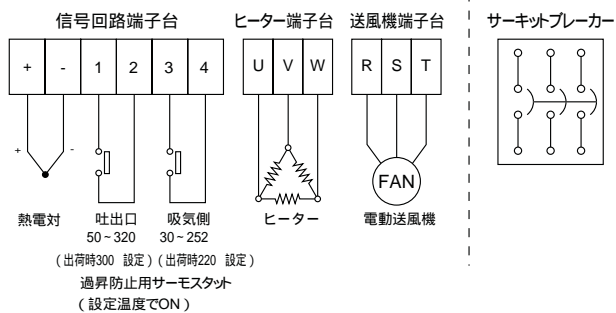 信号回路端子台 ヒーター端子台 送風機端子台 サーキットブレーカー
+ - 1 2 3 4 U V W R S T
+ -
FAN
熱電対 吐出口 吸気側 ヒーター 電動送風機
50~320 30~252
(出荷時300 設定) (出荷時220 設定)
過昇防止用サーモスタット
(設定温度でON)